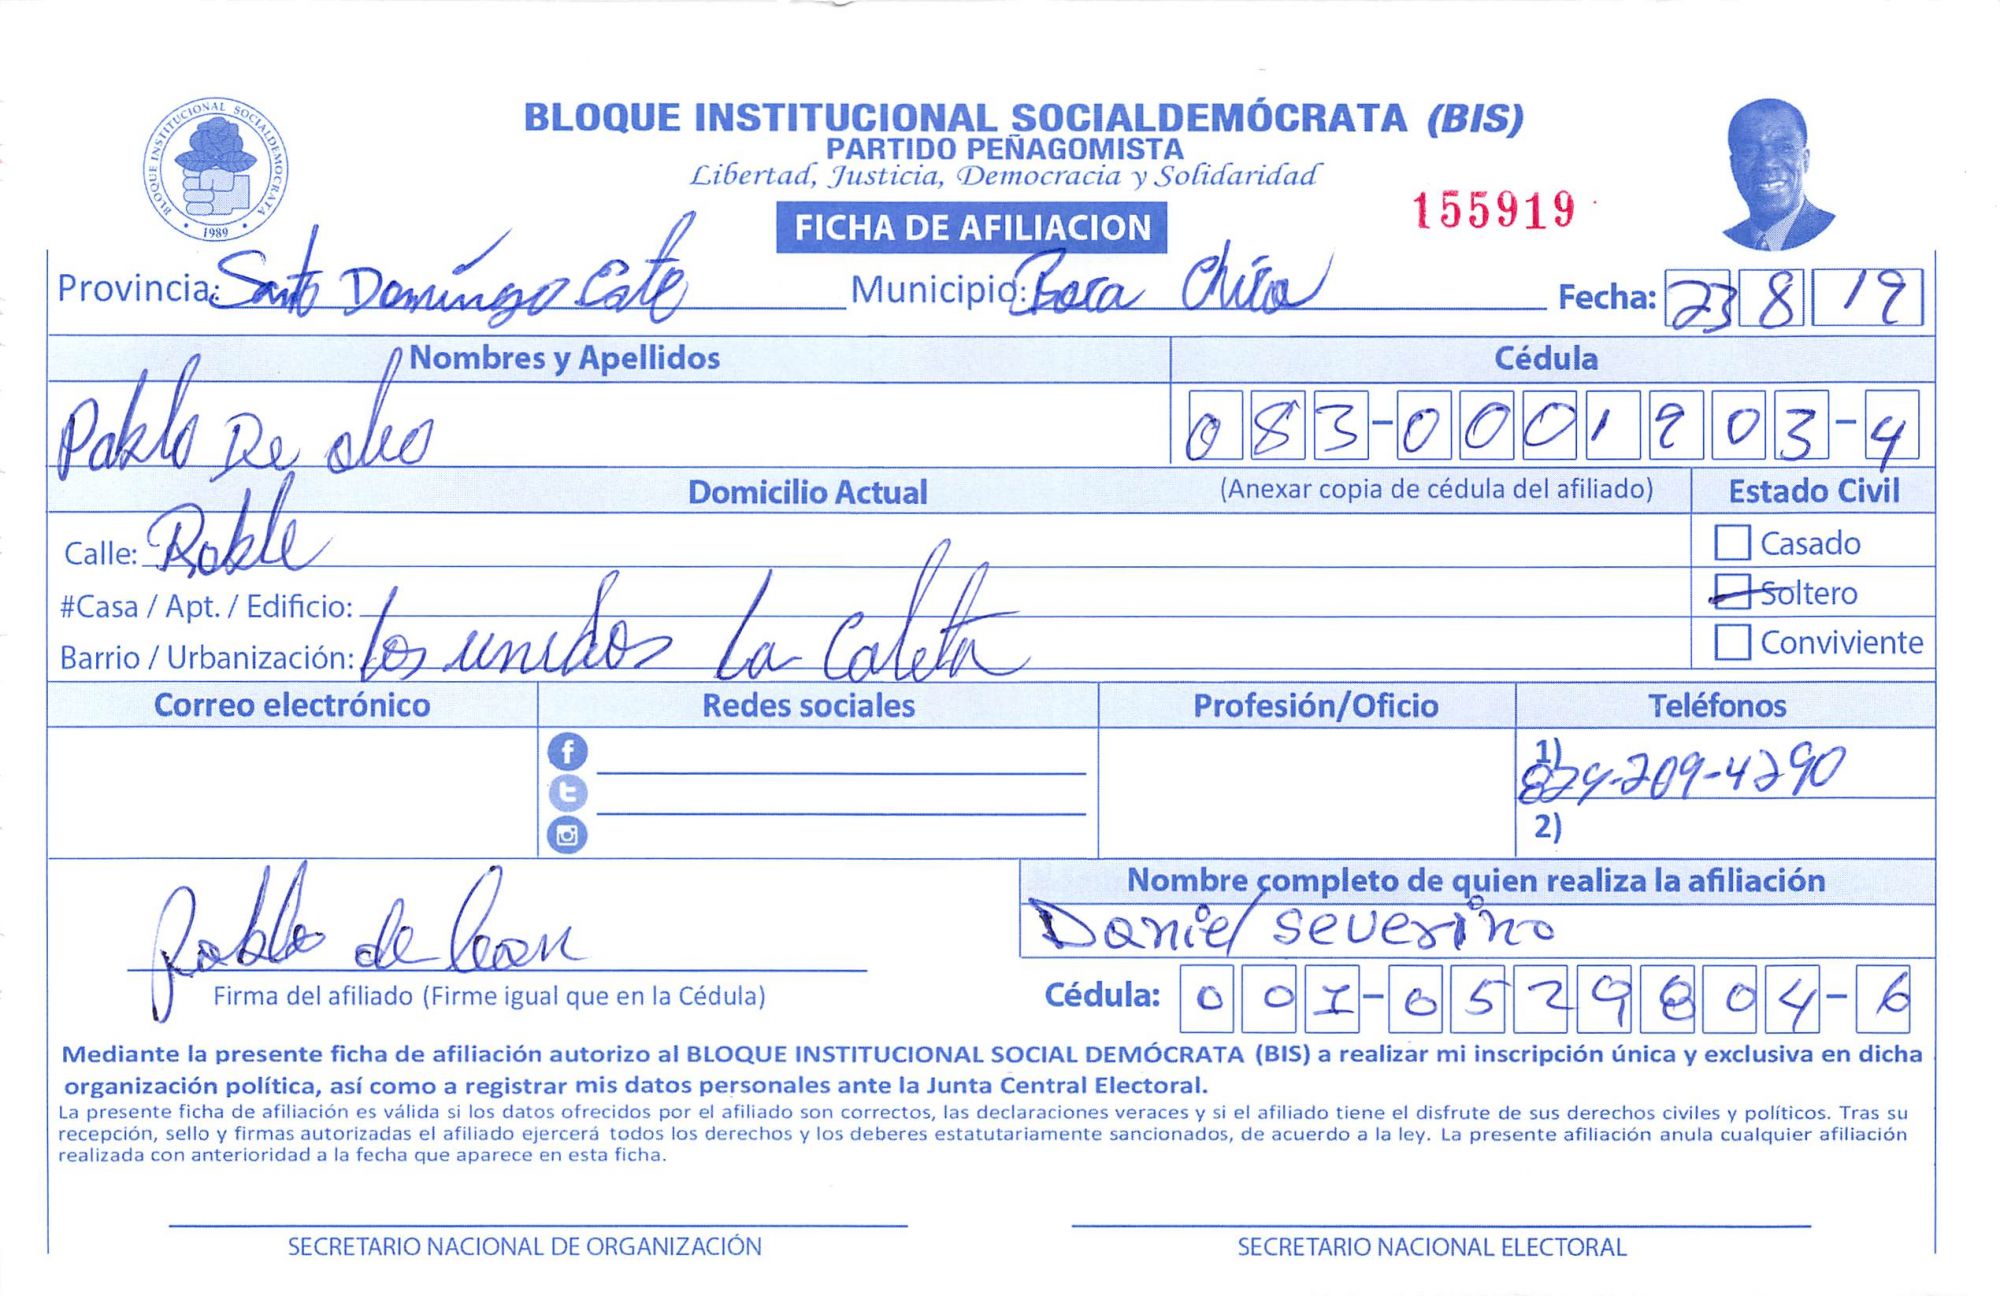 BLOQUE INSTITUCIONAL SOCIALDEMOCRATA
1989
BLOQUE INSTITUCIONAL SOCIALDEMÓCRATA (BIS)
PARTIDO PEÑAGOMISTA
Libertad, Justicia, Democracia y Solidaridad
155919
FICHA DE AFILIACION
Provincia: Santo Domingo Este Municipio: Boca Chica Fecha: 23 8 19
Nombres y Apellidos Cédula
Pablo De 083-0001903-4
Domicilio Actual (Anexar copia de cédula del afiliado) Estado Civil
Calle: Roble Casado
#Casa / Apt. / Edificio: Soltero
Barrio / Urbanización: los unidos La Caleta Conviviente
Correo electrónico Redes sociales Profesión/Oficio Teléfonos
1) 829-209-4290
2)
Nombre completo de quien realiza la afiliación
Pablo de leon Daniel severino
Firma del afiliado (Firme igual que en la Cédula) Cédula: 001-0529804-6
Mediante la presente ficha de afiliación autorizo al BLOQUE INSTITUCIONAL SOCIAL DEMÓCRATA (BIS) a realizar mi inscripción única y exclusiva en dicha
organización política, así como a registrar mis datos personales ante la Junta Central Electoral.
La presente ficha de afiliación es válida si los datos ofrecidos por el afiliado son correctos, las declaraciones veraces y si el afiliado tiene el disfrute de sus derechos civiles y políticos. Tras su
recepción, sello y firmas autorizadas el afiliado ejercerá todos los derechos y los deberes estatutariamente sancionados, de acuerdo a la ley. La presente afiliación anula cualquier afiliación
realizada con anterioridad a la fecha que aparece en esta ficha.
SECRETARIO NACIONAL DE ORGANIZACIÓN SECRETARIO NACIONAL ELECTORAL